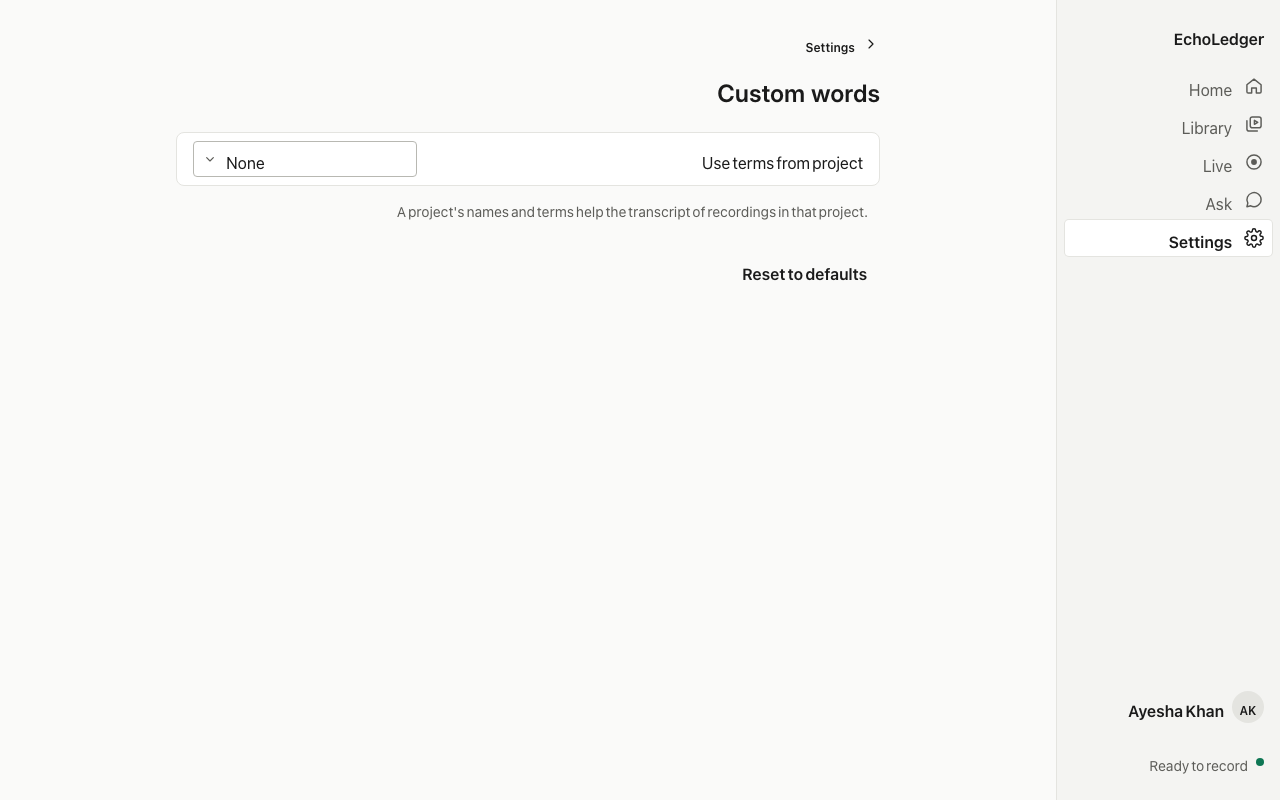 EchoLedger
Home
Library
Live
Ask
Settings
Ayesha Khan
AK
Ready to record
Settings
Custom words
Use terms from project
None
A project's names and terms help the transcript of recordings in that project.
Reset to defaults